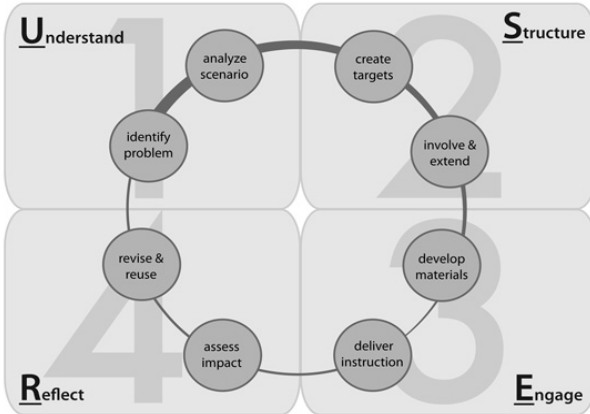 Understand
1
analyze
scenario
identify
problem
Structure
2
create
targets
involve &
extend
3
develop
materials
deliver
instruction
Engage
4
assess
impact
revise &
reuse
Reflect